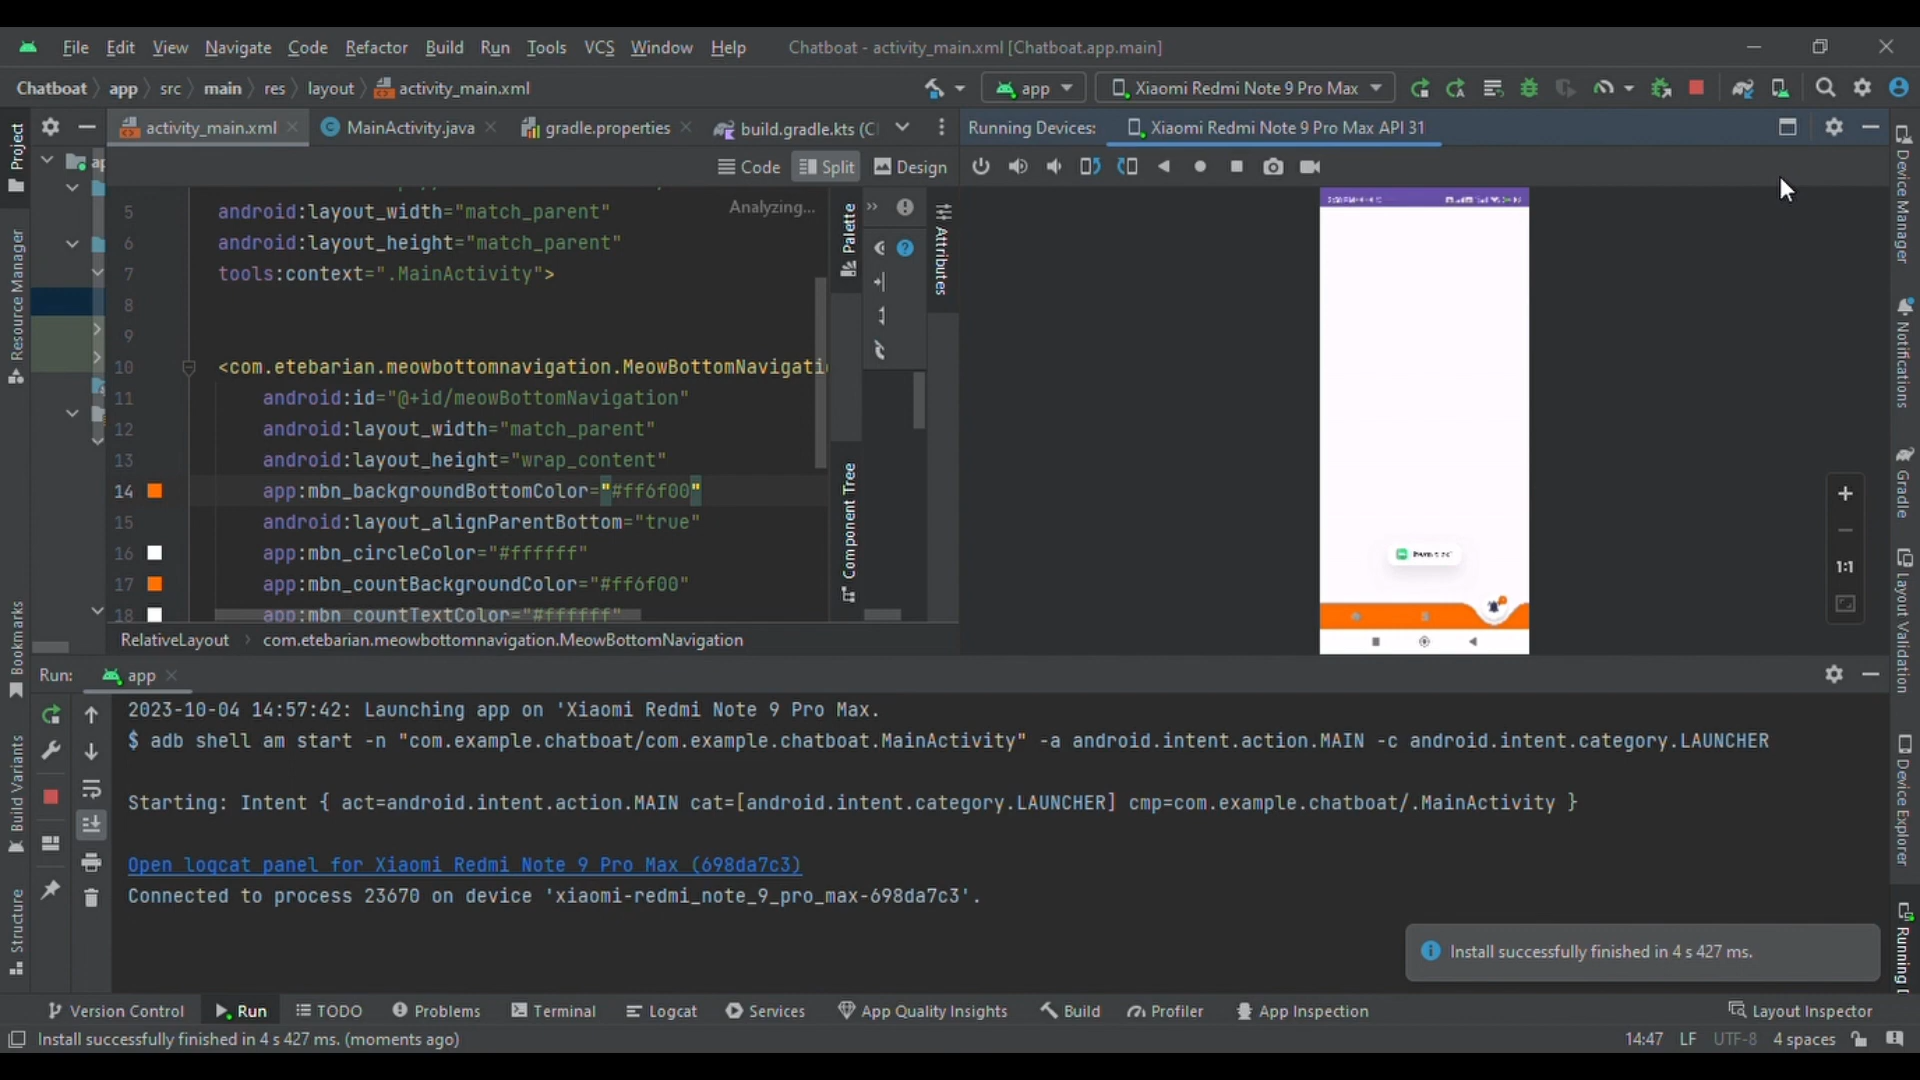 File Edit View Navigate Code Refactor Build Run Tools VCS Window Help Chatboat - activity_main.xml [Chatboat.app.main]
Chatboat app src main res layout activity_main.xml app Xiaomi Redmi Note 9 Pro Max
activity_main.xml MainActivity.java gradle.properties build.gradle.kts (C Running Devices: Xiaomi Redmi Note 9 Pro Max API 31
Code Split Design
Analyzing...
5 android:layout_width="match_parent"
6 android:layout_height="match_parent"
7 tools:context=".MainActivity">
8
9
10 <com.etebarian.meowbottomnavigation.MeowBottomNavigati
11 android:id="@+id/meowBottomNavigation"
12 android:layout_width="match_parent"
13 android:layout_height="wrap_content"
14 app:mbn_backgroundBottomColor="#ff6f00"
15 android:layout_alignParentBottom="true"
16 app:mbn_circleColor="#ffffff"
17 app:mbn_countBackgroundColor="#ff6f00"
18 app:mbn_countTextColor="#ffffff"
RelativeLayout com.etebarian.meowbottomnavigation.MeowBottomNavigation
Palette
Component Tree
Attributes
1:1
Project
Resource Manager
Bookmarks
Build Variants
Structure
Device Manager
Notifications
Gradle
Layout Validation
Device Explorer
Running D
Run: app
2023-10-04 14:57:42: Launching app on 'Xiaomi Redmi Note 9 Pro Max.
$ adb shell am start -n "com.example.chatboat/com.example.chatboat.MainActivity" -a android.intent.action.MAIN -c android.intent.category.LAUNCHER
Starting: Intent { act=android.intent.action.MAIN cat=[android.intent.category.LAUNCHER] cmp=com.example.chatboat/.MainActivity }
Open logcat panel for Xiaomi Redmi Note 9 Pro Max (698da7c3)
Connected to process 23670 on device 'xiaomi-redmi_note_9_pro_max-698da7c3'.
Install successfully finished in 4 s 427 ms.
Version Control Run TODO Problems Terminal Logcat Services App Quality Insights Build Profiler App Inspection Layout Inspector
Install successfully finished in 4 s 427 ms. (moments ago) 14:47 LF UTF-8 4 spaces